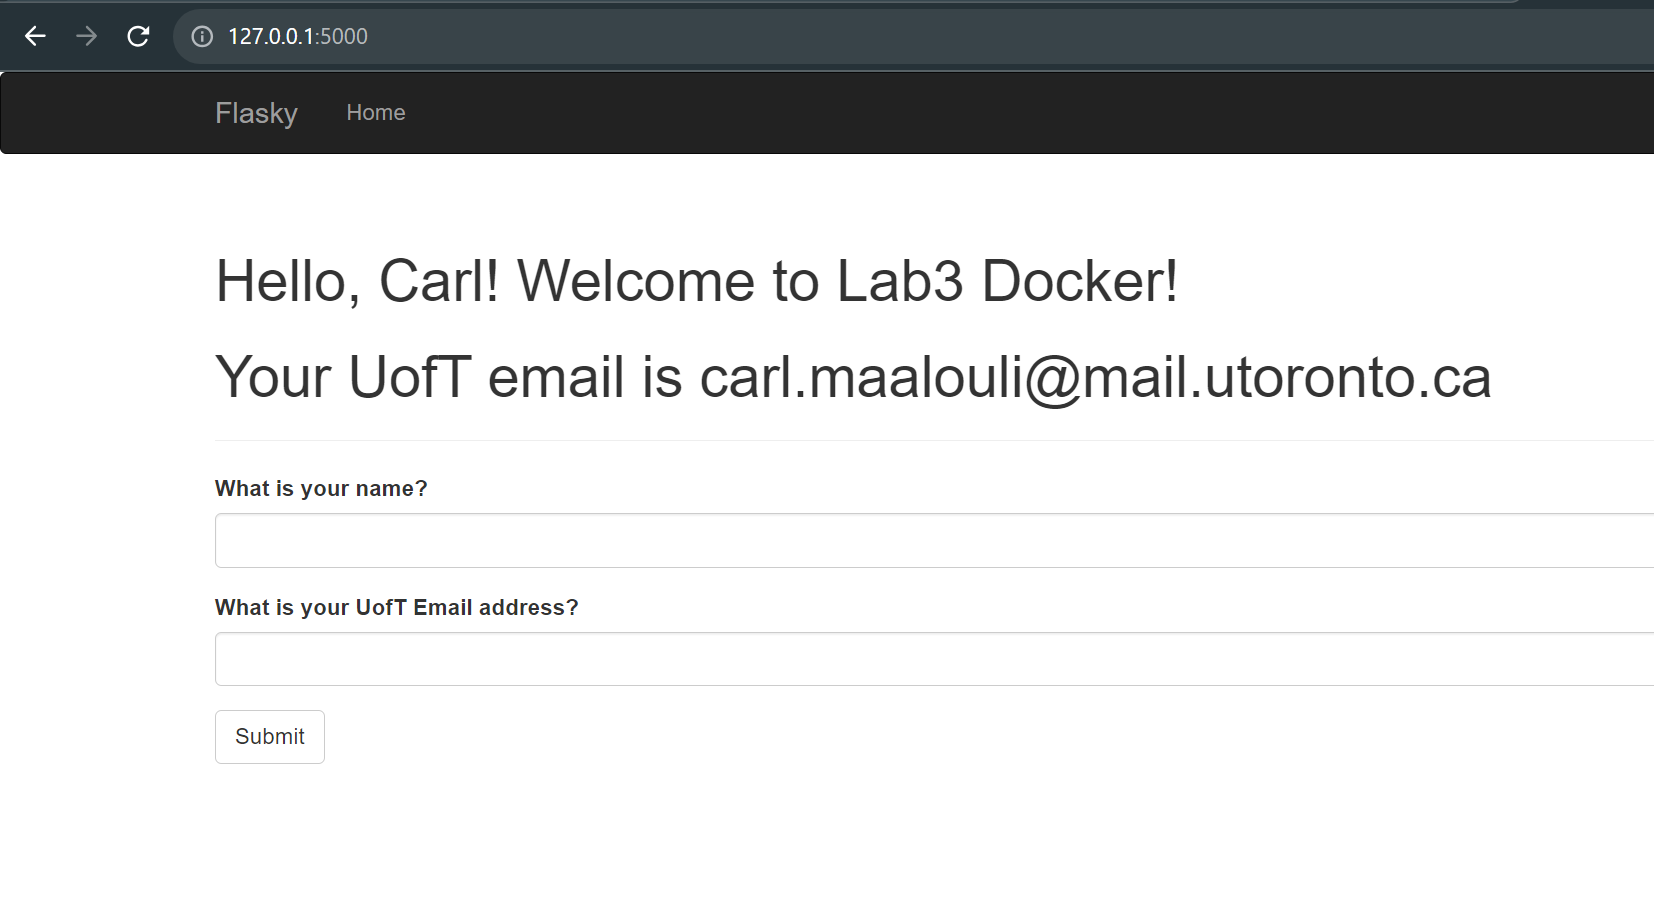 127.0.0.1:5000
Flasky Home
Hello, Carl! Welcome to Lab3 Docker!
Your UofT email is carl.maalouli@mail.utoronto.ca
What is your name?
What is your UofT Email address?
Submit